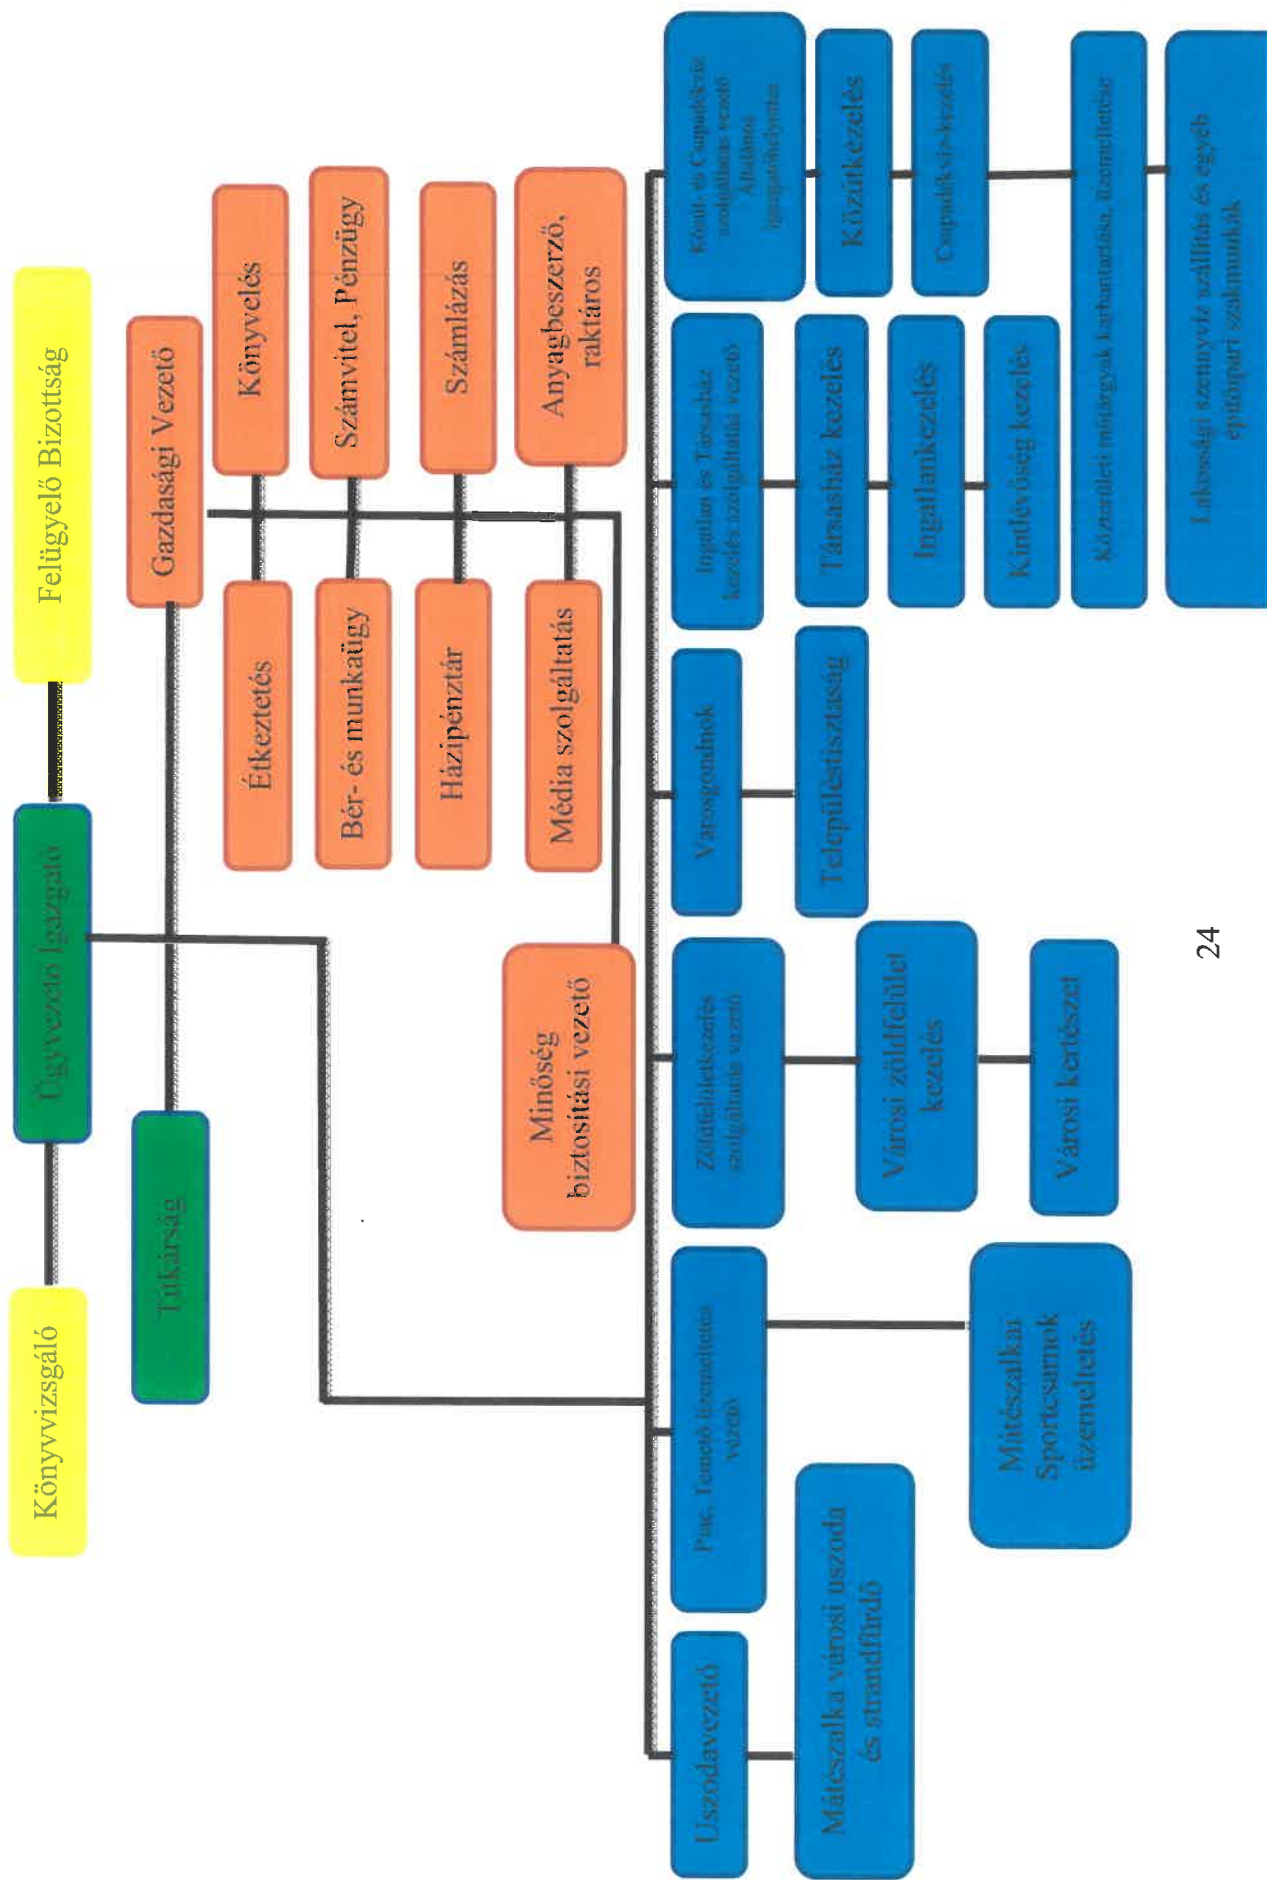 Könyvvizsgáló
Ügyvezető Igazgató
Felügyelő Bizottság
Titkárság
Gazdasági Vezető
Étkeztetés
Könyvelés
Bér- és munkaügy
Számvitel, Pénzügy
Házipénztár
Számlázás
Média szolgáltatás
Anyagbeszerző,
raktáros
Minőség
biztosítási vezető
Uszodavezető
Mátészalka városi uszoda
és strandfürdő
Piac, Temető üzemeltetés
vezető
Mátészalkai
Sportcsarnok
üzemeltetés
Zöldfelületkezelés
szolgáltatás vezető
Városi zöldfelület
kezelés
Városi kertészet
Városgondnok
Településtisztaság
Ingatlan és Társasház
kezelés szolgáltatás vezető
Társasház kezelés
Ingatlankezelés
Kintlévőség kezelés
Közút- és Csapadékvíz
szolgáltatás vezető
Általános
igazgatóhelyettes
Közútkezelés
Csapadékvíz-kezelés
Közterületi műtárgyak karbantartása, üzemeltetése
Lakossági szennyvíz szállítás és egyéb
építőipari szakmunkák
24